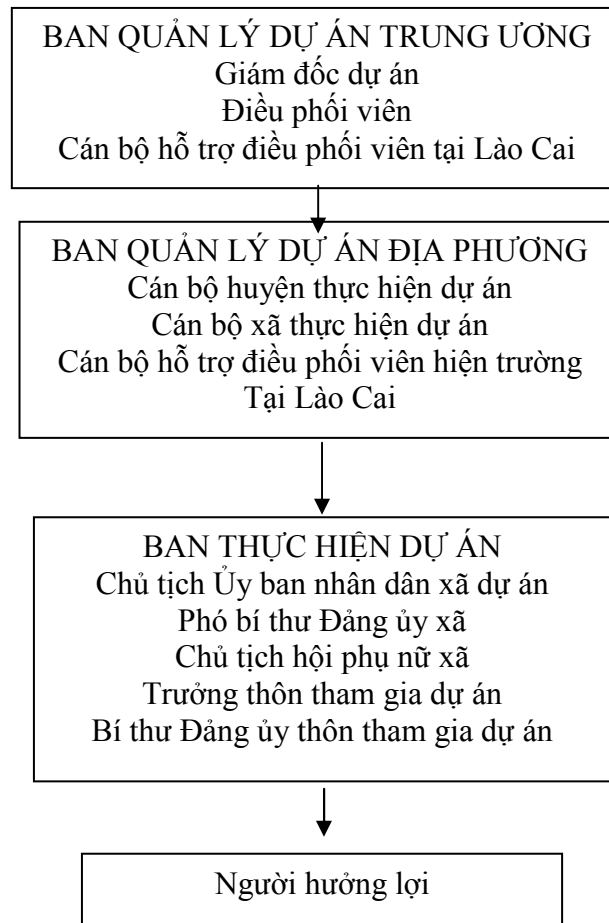 BAN QUẢN LÝ DỰ ÁN TRUNG ƯƠNG
Giám đốc dự án
Điều phối viên
Cán bộ hỗ trợ điều phối viên tại Lào Cai
BAN QUẢN LÝ DỰ ÁN ĐỊA PHƯƠNG
Cán bộ huyện thực hiện dự án
Cán bộ xã thực hiện dự án
Cán bộ hỗ trợ điều phối viên hiện trường
Tại Lào Cai
BAN THỰC HIỆN DỰ ÁN
Chủ tịch Ủy ban nhân dân xã dự án
Phó bí thư Đảng ủy xã
Chủ tịch hội phụ nữ xã
Trưởng thôn tham gia dự án
Bí thư Đảng ủy thôn tham gia dự án
Người hưởng lợi